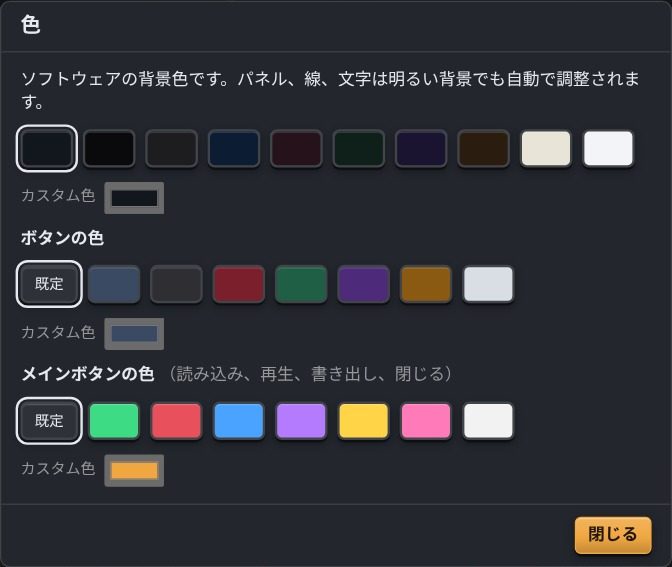 色
ソフトウェアの背景色です。パネル、線、文字は明るい背景でも自動で調整されま
す。
カスタム色
ボタンの色
既定
カスタム色
メインボタンの色 （読み込み、再生、書き出し、閉じる）
既定
カスタム色
閉じる